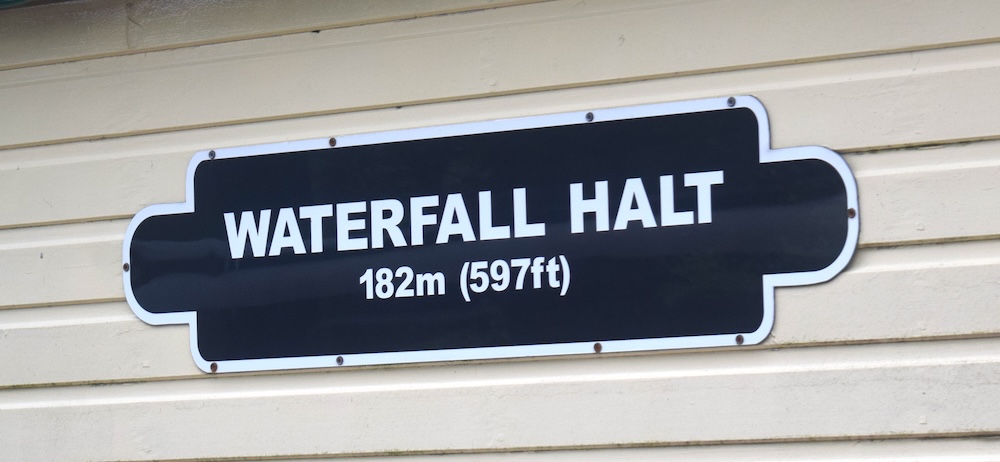 WATERFALL HALT
182m (597ft)